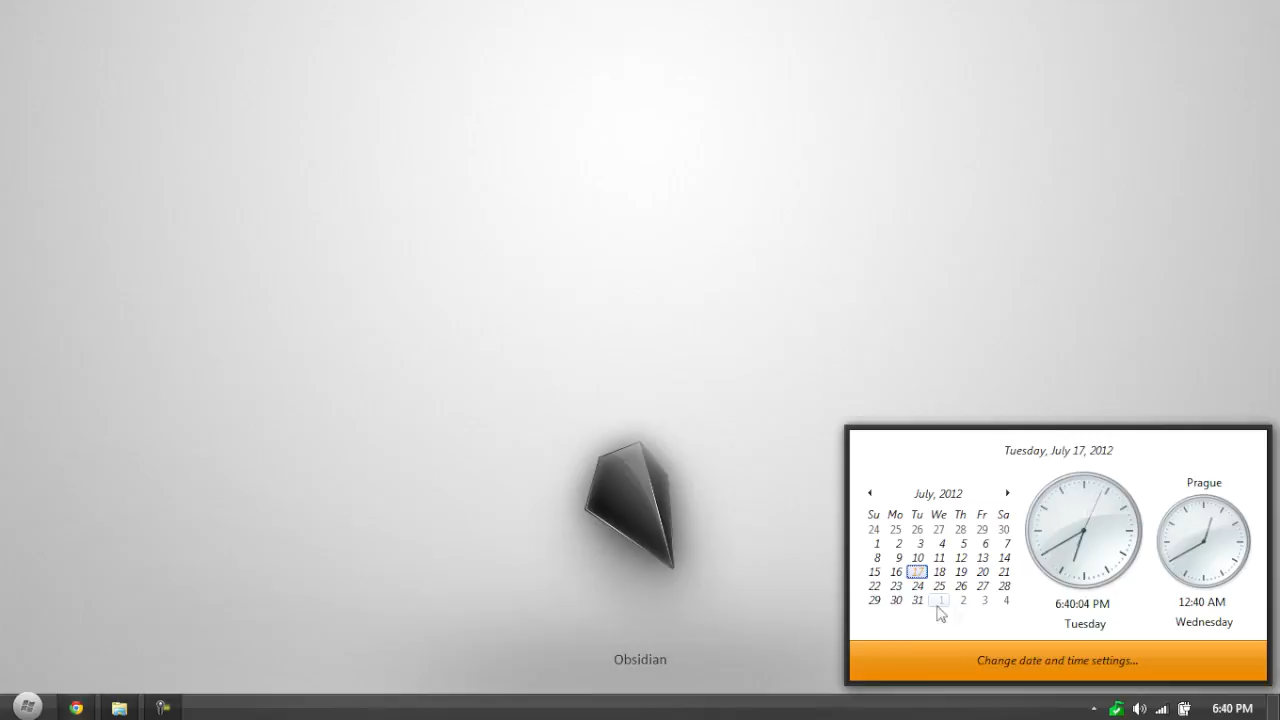 Obsidian
Tuesday, July 17, 2012
July, 2012
Su Mo Tu We Th Fr Sa
24 25 26 27 28 29 30
1 2 3 4 5 6 7
8 9 10 11 12 13 14
15 16 17 18 19 20 21
22 23 24 25 26 27 28
29 30 31 1 2 3 4
6:40:04 PM
Tuesday
Prague
12:40 AM
Wednesday
Change date and time settings...
6:40 PM